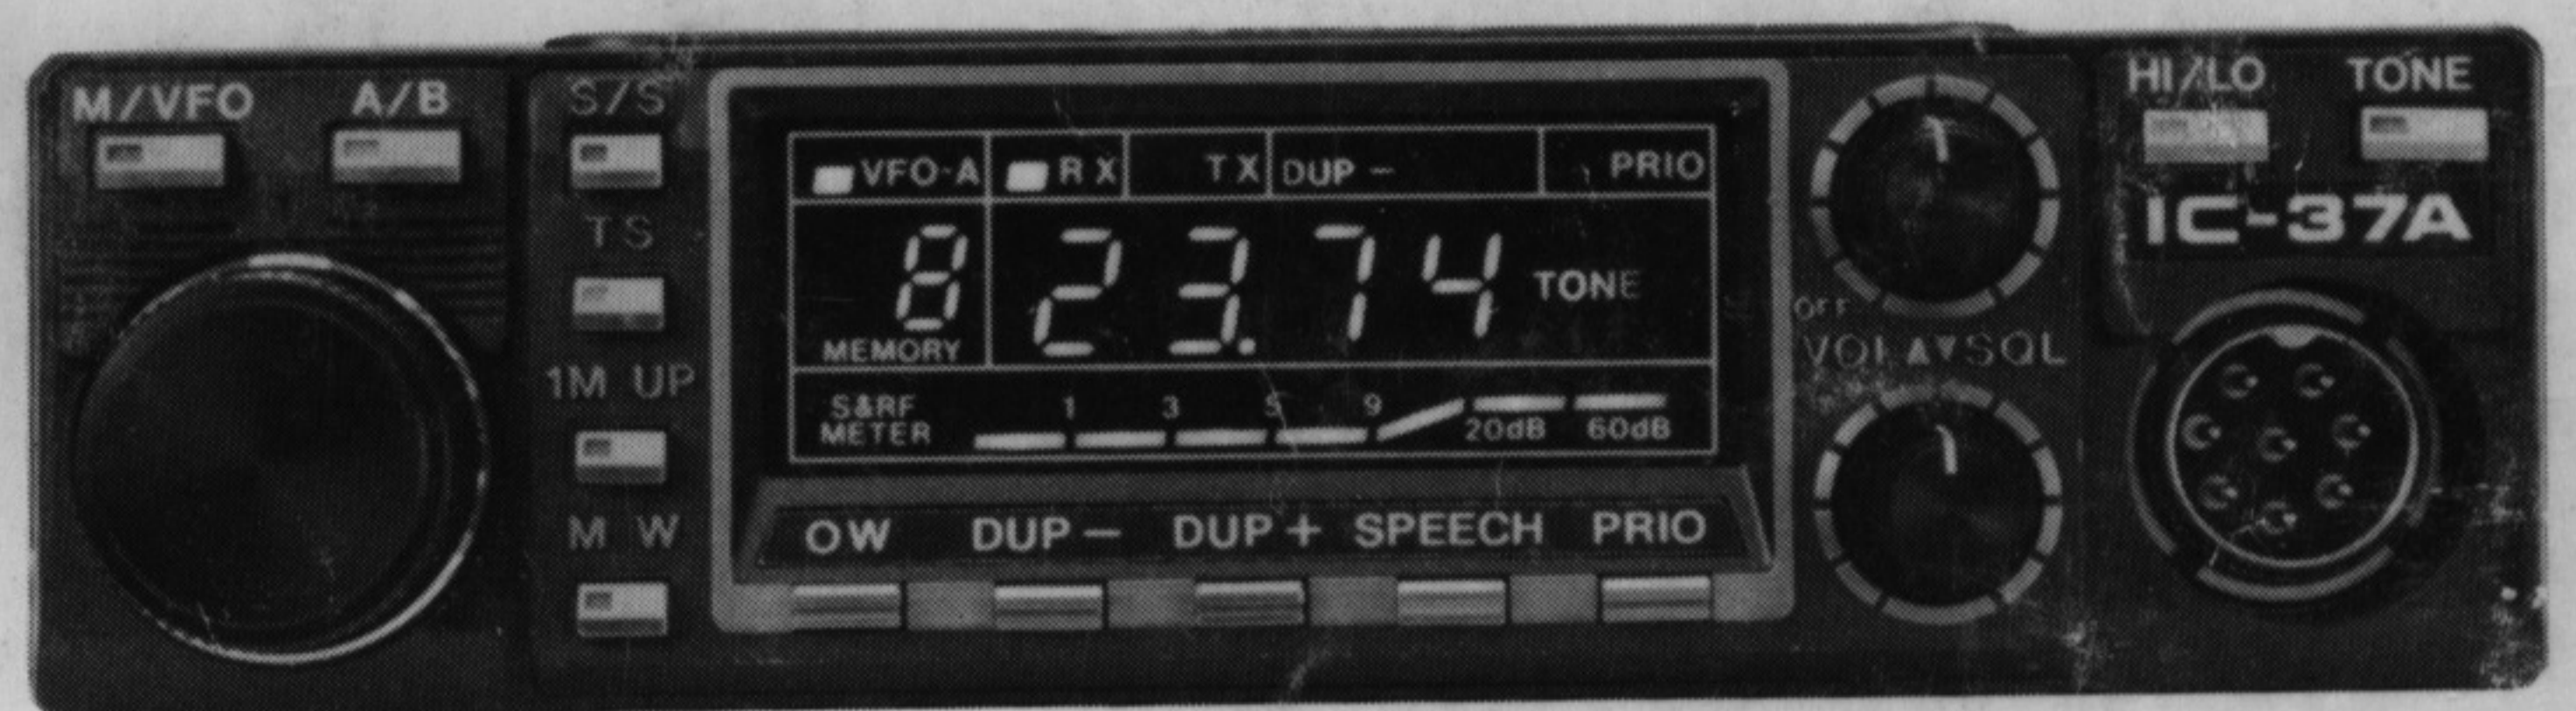 M/VFO A/B S/S HI/LO TONE
VFO-A RX TX DUP - PRIO
IC-37A
TS
8 23.74 TONE
MEMORY
OFF
VOL▲▼SQL
1M UP
S&RF METER
1 3 5 9
20dB 60dB
M W
OW DUP - DUP + SPEECH PRIO